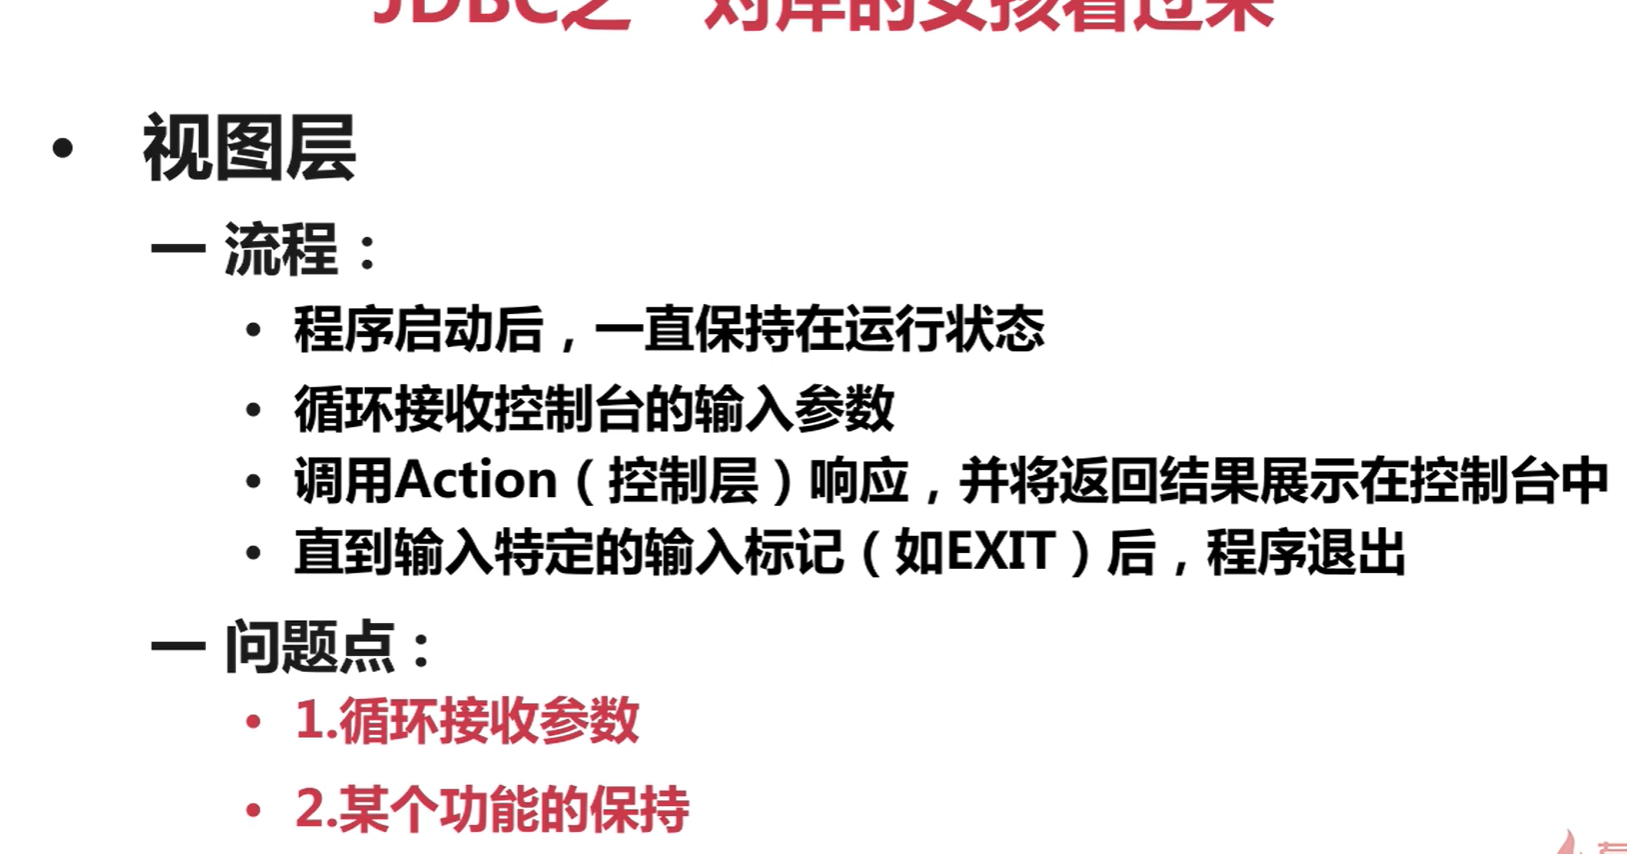 JDBC之 对岸的女孩看过来
• 视图层
— 流程：
• 程序启动后，一直保持在运行状态
• 循环接收控制台的输入参数
• 调用Action（控制层）响应，并将返回结果展示在控制台中
• 直到输入特定的输入标记（如EXIT）后，程序退出
— 问题点：
• 1.循环接收参数
• 2.某个功能的保持